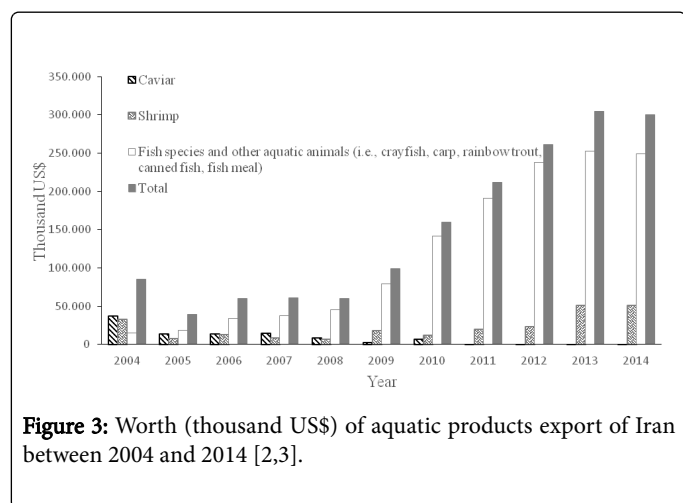 350.000
300.000
250.000
200.000
150.000
100.000
50.000
0
Thousand US$
Caviar
Shrimp
Fish species and other aquatic animals (i.e., crayfish, carp, rainbow trout,
canned fish, fish meal)
Total
2004 2005 2006 2007 2008 2009 2010 2011 2012 2013 2014
Year
Figure 3: Worth (thousand US$) of aquatic products export of Iran
between 2004 and 2014 [2,3].